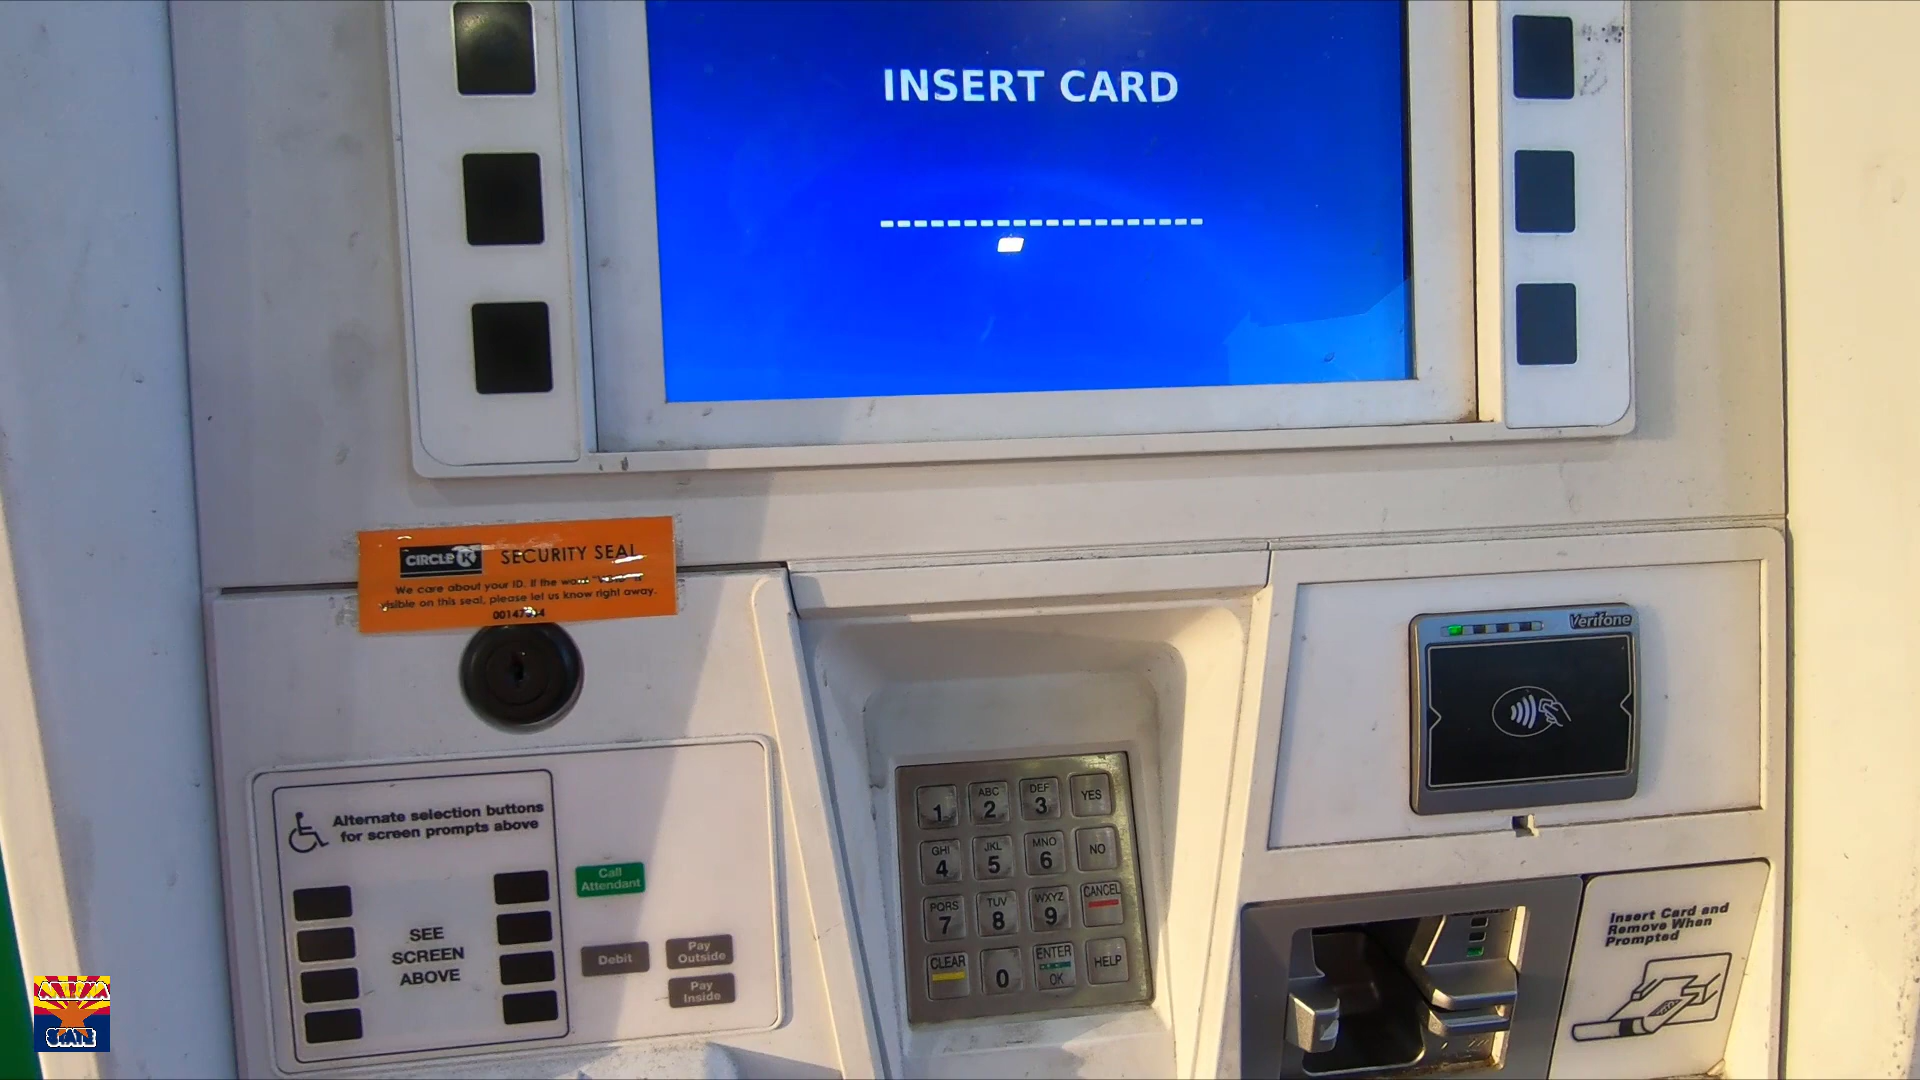 INSERT CARD
CIRCLE K SECURITY SEAL
We care about your ID. If the word is
visible on this seal, please let us know right away.
Verifone
Alternate selection buttons
for screen prompts above
SEE
SCREEN
ABOVE
Call
Attendant
Debit
Pay
Outside
Pay
Inside
1
ABC
2
DEF
3
YES
GHI
4
JKL
5
MNO
6
NO
PQRS
7
TUV
8
WXYZ
9
CANCEL
CLEAR
0
ENTER
OK
HELP
Insert Card and
Remove When
Prompted
STATE